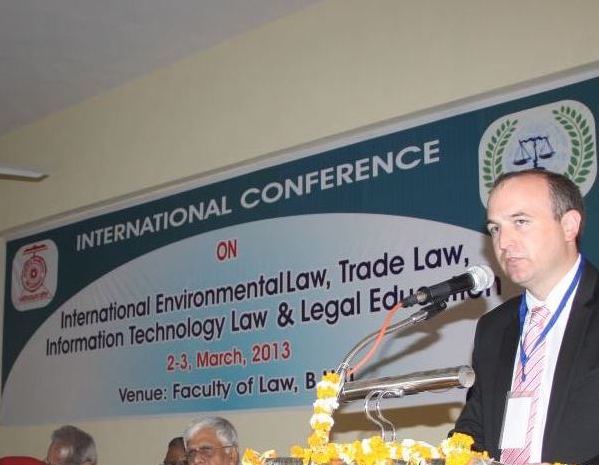 INTERNATIONAL CONFERENCE
ON
International Environmental Law, Trade Law,
Information Technology Law & Legal Education
2-3, March, 2013
Venue: Faculty of Law, B